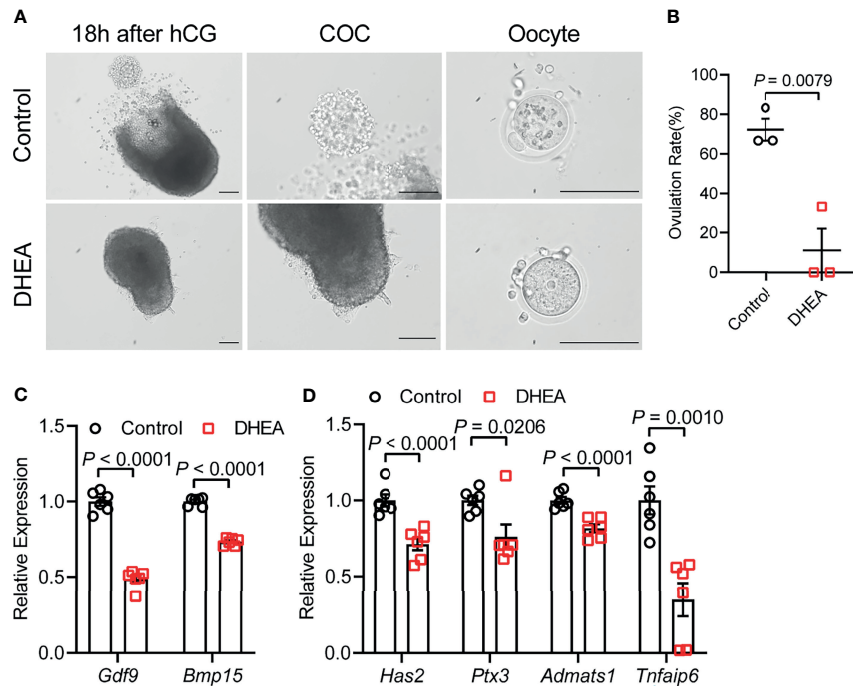 A
18h after hCG
COC
Oocyte
Control
DHEA
B
P = 0.0079
Ovulation Rate(%)
100
80
60
40
20
0
Control
DHEA
C
Control
DHEA
Relative Expression
1.5
1.0
0.5
0.0
P < 0.0001
P < 0.0001
Gdf9
Bmp15
D
Control
DHEA
Relative Expression
1.5
1.0
0.5
0.0
P < 0.0001
P = 0.0206
P < 0.0001
P = 0.0010
Has2
Ptx3
Admats1
Tnfaip6